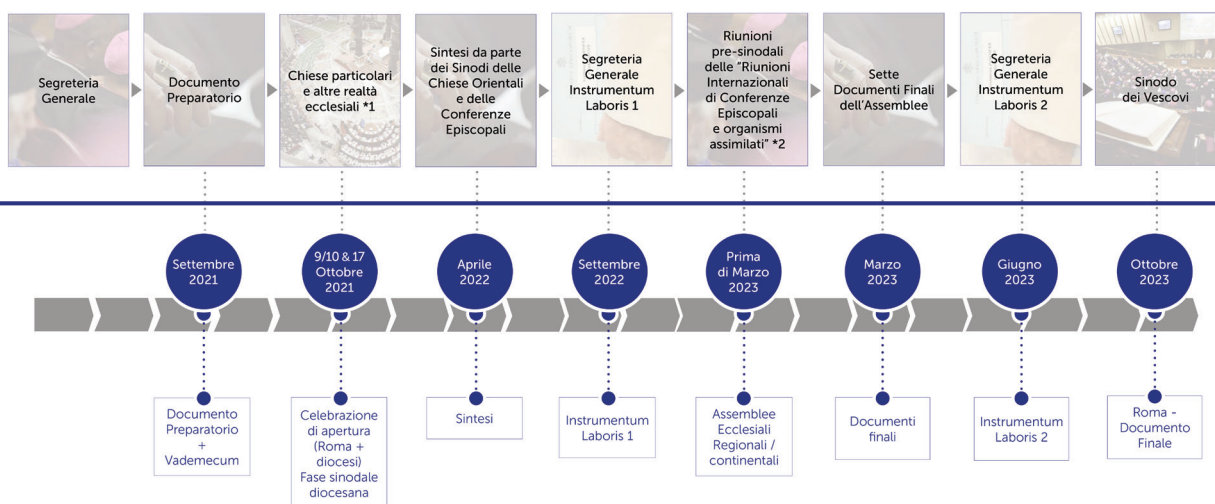 Segreteria
Generale
Documento
Preparatorio
Chiese particolari
e altre realtà
ecclesiali *1
Sintesi da parte
dei Sinodi delle
Chiese Orientali
e delle
Conferenze
Episcopali
Segreteria
Generale
Instrumentum
Laboris 1
Riunioni
pre-sinodali
delle "Riunioni
Internazionali
di Conferenze
Episcopali
e organismi
assimilati" *2
Sette
Documenti Finali
dell'Assemblee
Segreteria
Generale
Instrumentum
Laboris 2
Sinodo
dei Vescovi
Settembre
2021
9/10 & 17
Ottobre
2021
Aprile
2022
Settembre
2022
Prima
di Marzo
2023
Marzo
2023
Giugno
2023
Ottobre
2023
Documento
Preparatorio
+
Vademecum
Celebrazione
di apertura
(Roma +
diocesi)
Fase sinodale
diocesana
Sintesi
Instrumentum
Laboris 1
Assemblee
Ecclesiali
Regionali /
continentali
Documenti
finali
Instrumentum
Laboris 2
Roma -
Documento
Finale